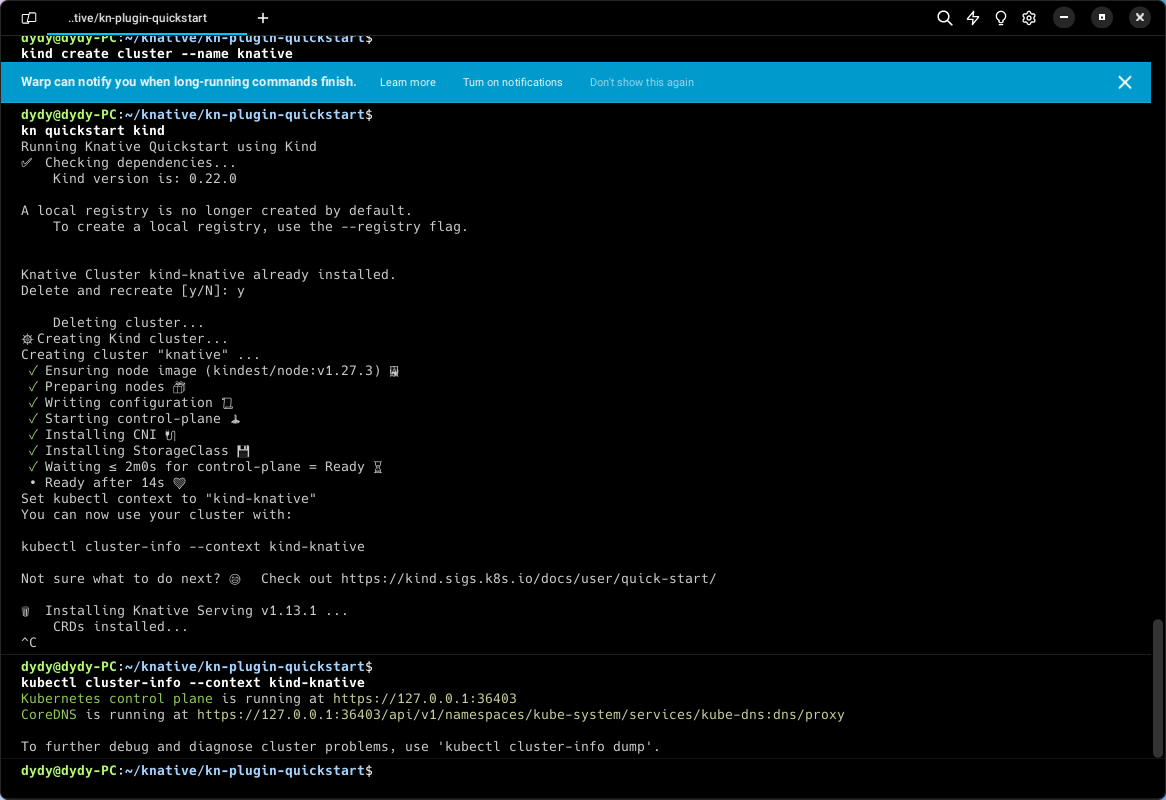 ..tive/kn-plugin-quickstart
dydy@dydy-PC:~/knative/kn-plugin-quickstart$
kind create cluster --name knative
Warp can notify you when long-running commands finish. Learn more Turn on notifications Don't show this again
dydy@dydy-PC:~/knative/kn-plugin-quickstart$
kn quickstart kind
Running Knative Quickstart using Kind
✅ Checking dependencies...
    Kind version is: 0.22.0
A local registry is no longer created by default.
    To create a local registry, use the --registry flag.
Knative Cluster kind-knative already installed.
Delete and recreate [y/N]: y
    Deleting cluster...
Creating Kind cluster...
Creating cluster "knative" ...
 ✓ Ensuring node image (kindest/node:v1.27.3)
 ✓ Preparing nodes
 ✓ Writing configuration
 ✓ Starting control-plane
 ✓ Installing CNI
 ✓ Installing StorageClass
 ✓ Waiting ≤ 2m0s for control-plane = Ready
 • Ready after 14s
Set kubectl context to "kind-knative"
You can now use your cluster with:
kubectl cluster-info --context kind-knative
Not sure what to do next? Check out https://kind.sigs.k8s.io/docs/user/quick-start/
Installing Knative Serving v1.13.1 ...
    CRDs installed...
^C
dydy@dydy-PC:~/knative/kn-plugin-quickstart$
kubectl cluster-info --context kind-knative
Kubernetes control plane is running at https://127.0.0.1:36403
CoreDNS is running at https://127.0.0.1:36403/api/v1/namespaces/kube-system/services/kube-dns:dns/proxy
To further debug and diagnose cluster problems, use 'kubectl cluster-info dump'.
dydy@dydy-PC:~/knative/kn-plugin-quickstart$